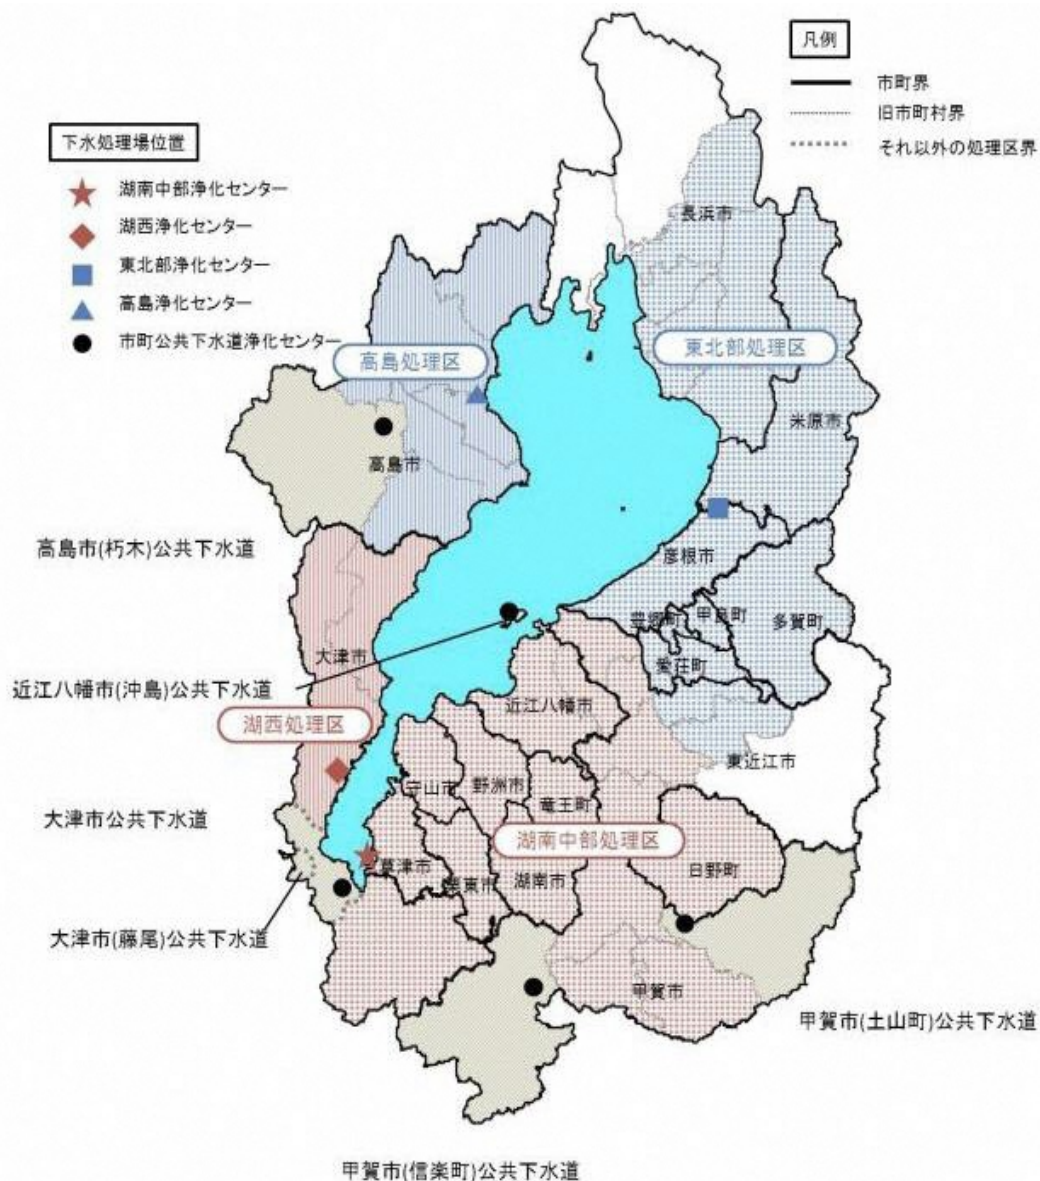 凡例
市町界
旧市町村界
それ以外の処理区界
下水処理場位置
湖南中部浄化センター
湖西浄化センター
東北部浄化センター
高島浄化センター
市町公共下水道浄化センター
長浜市
高島処理区
東北部処理区
米原市
高島市
高島市(朽木)公共下水道
彦根市
豊郷町
甲良町
多賀町
大津市
愛荘町
近江八幡市(沖島)公共下水道
近江八幡市
湖西処理区
東近江市
守山市
野洲市
竜王町
大津市公共下水道
湖南中部処理区
草津市
栗東市
湖南市
日野町
大津市(藤尾)公共下水道
甲賀市
甲賀市(土山町)公共下水道
甲賀市(信楽町)公共下水道